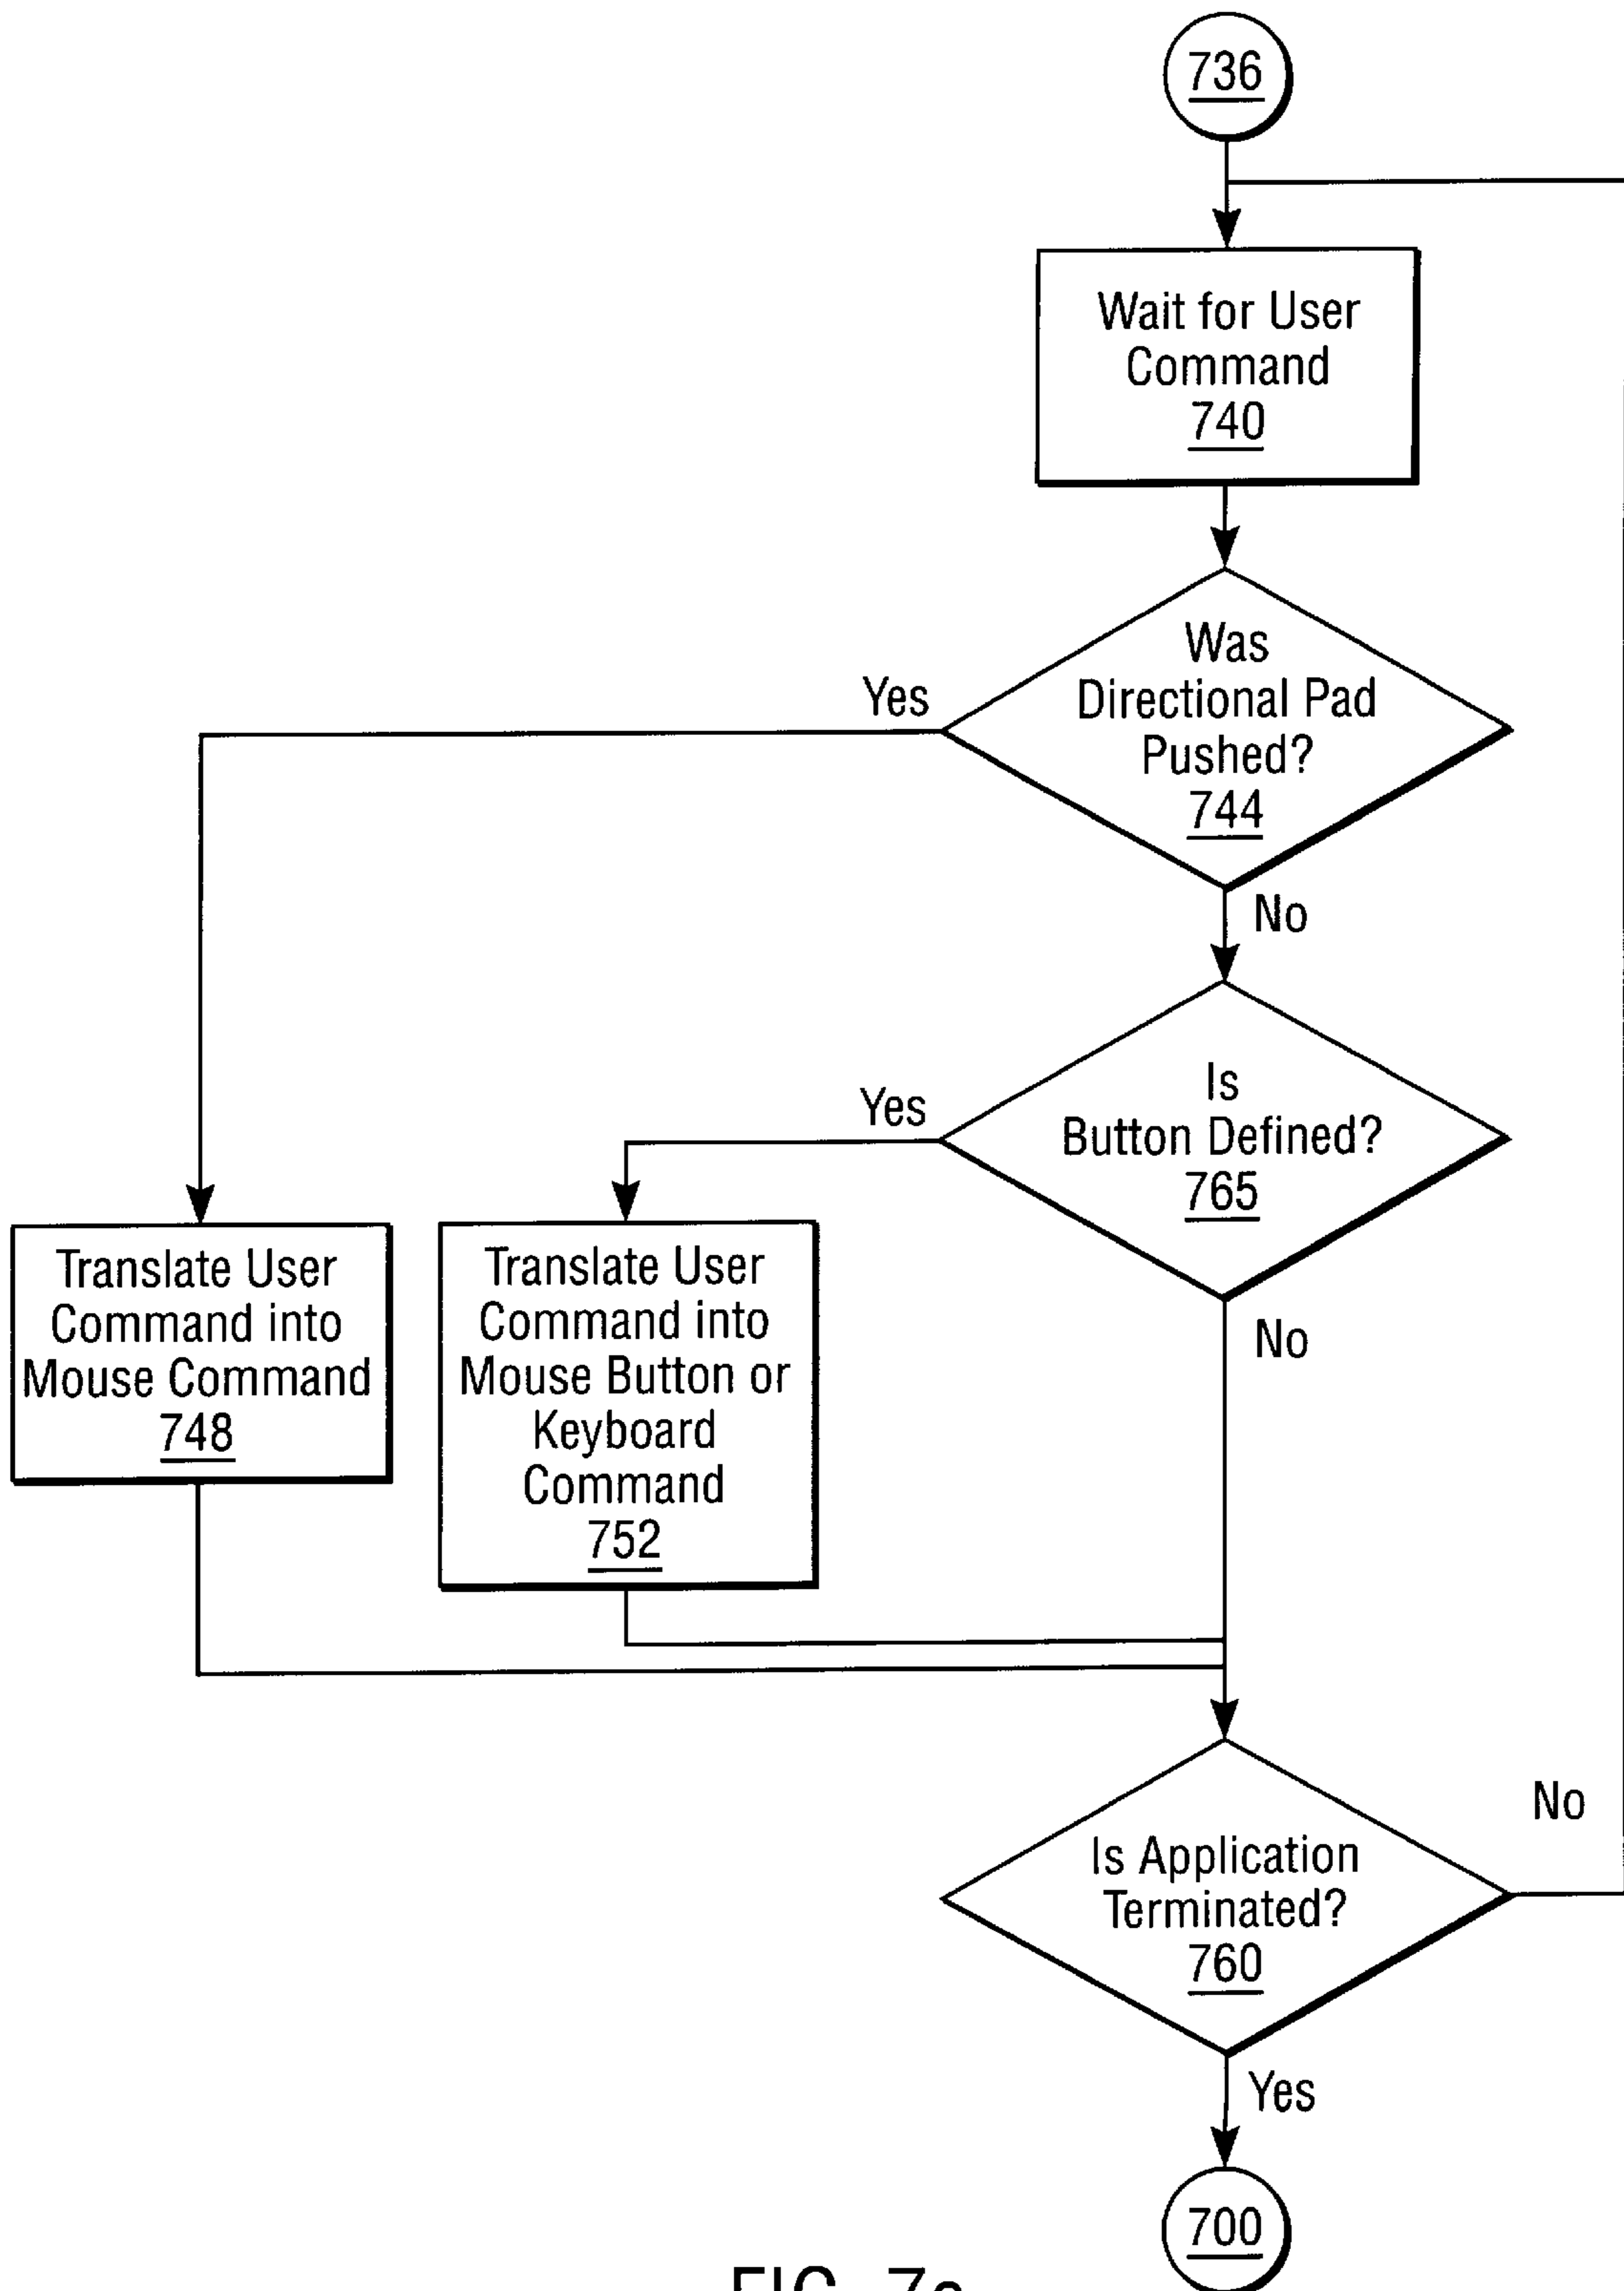 736
Wait for User
Command
740
Was
Directional Pad
Pushed?
744
Yes
No
Is
Button Defined?
765
Yes
No
Translate User
Command into
Mouse Command
748
Translate User
Command into
Mouse Button or
Keyboard
Command
752
Is Application
Terminated?
760
No
Yes
700
FIG.